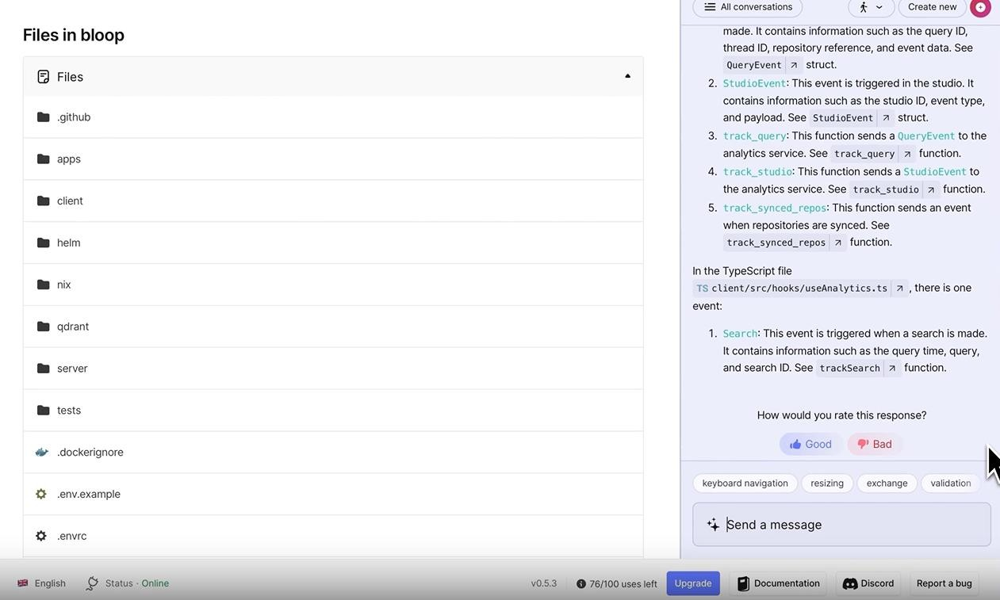 All conversations
Create new
Files in bloop
Files
.github
apps
client
helm
nix
qdrant
server
tests
.dockerignore
.env.example
.envrc
made. It contains information such as the query ID,
thread ID, repository reference, and event data. See
QueryEvent struct.
2. StudioEvent: This event is triggered in the studio. It
contains information such as the studio ID, event type,
and payload. See StudioEvent struct.
3. track_query: This function sends a QueryEvent to the
analytics service. See track_query function.
4. track_studio: This function sends a StudioEvent to
the analytics service. See track_studio function.
5. track_synced_repos: This function sends an event
when repositories are synced. See
track_synced_repos function.
In the TypeScript file
TS client/src/hooks/useAnalytics.ts , there is one
event:
1. Search: This event is triggered when a search is made.
It contains information such as the query time, query,
and search ID. See trackSearch function.
How would you rate this response?
Good Bad
keyboard navigation resizing exchange validation
Send a message
English Status · Online v0.5.3 76/100 uses left Upgrade Documentation Discord Report a bug